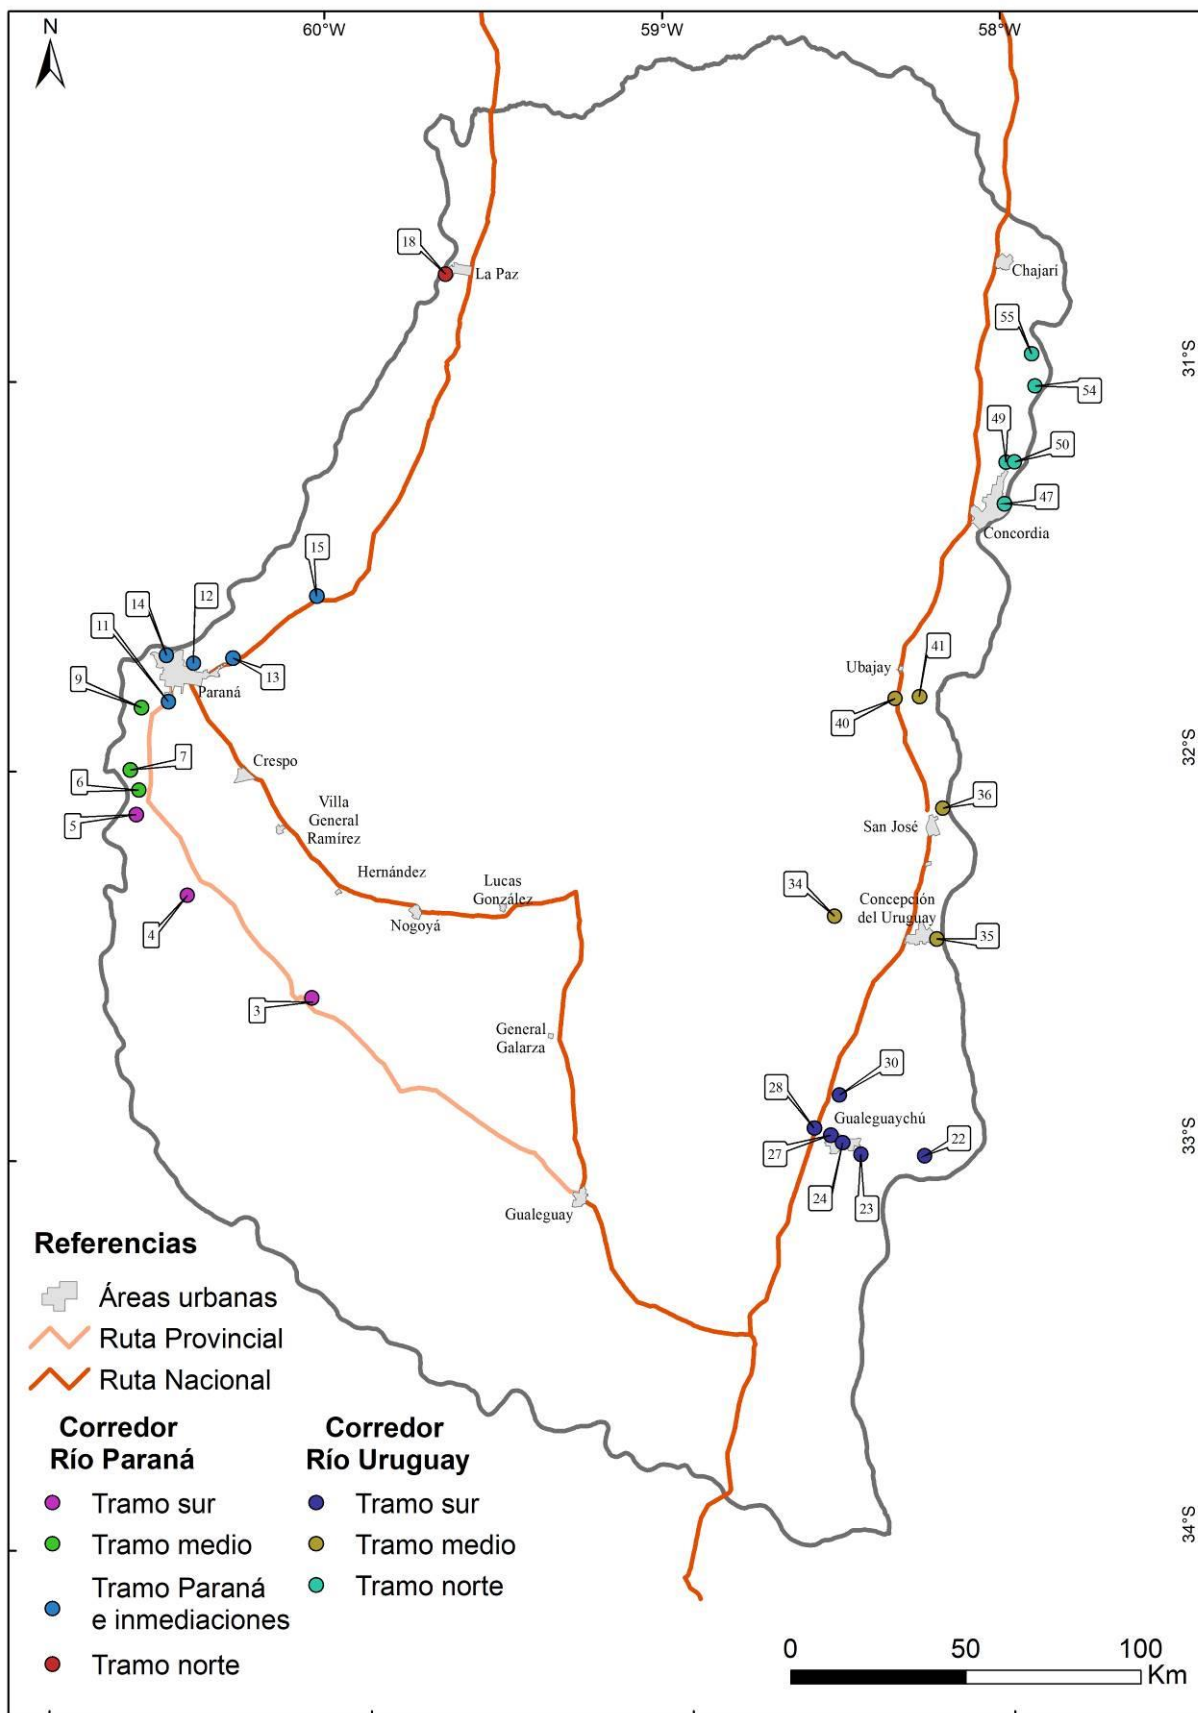 N
60°W
59°W
58°W
18
La Paz
Chajarí
55
31°S
54
49
50
47
Concordia
15
14
12
11
13
Paraná
9
41
Ubajay
40
7
32°S
6
Crespo
5
36
Villa
General
Ramírez
San José
Hernández
Lucas
González
34
Concepción
del Uruguay
4
Nogoyá
35
3
General
Galarza
30
28
Gualeguaychú
27
22
33°S
24
23
Gualeguay
Referencias
Áreas urbanas
Ruta Provincial
Ruta Nacional
Corredor
Río Paraná
Tramo sur
Tramo medio
Tramo Paraná
e inmediaciones
Tramo norte
Corredor
Río Uruguay
Tramo sur
Tramo medio
Tramo norte
34°S
0 50 100
Km